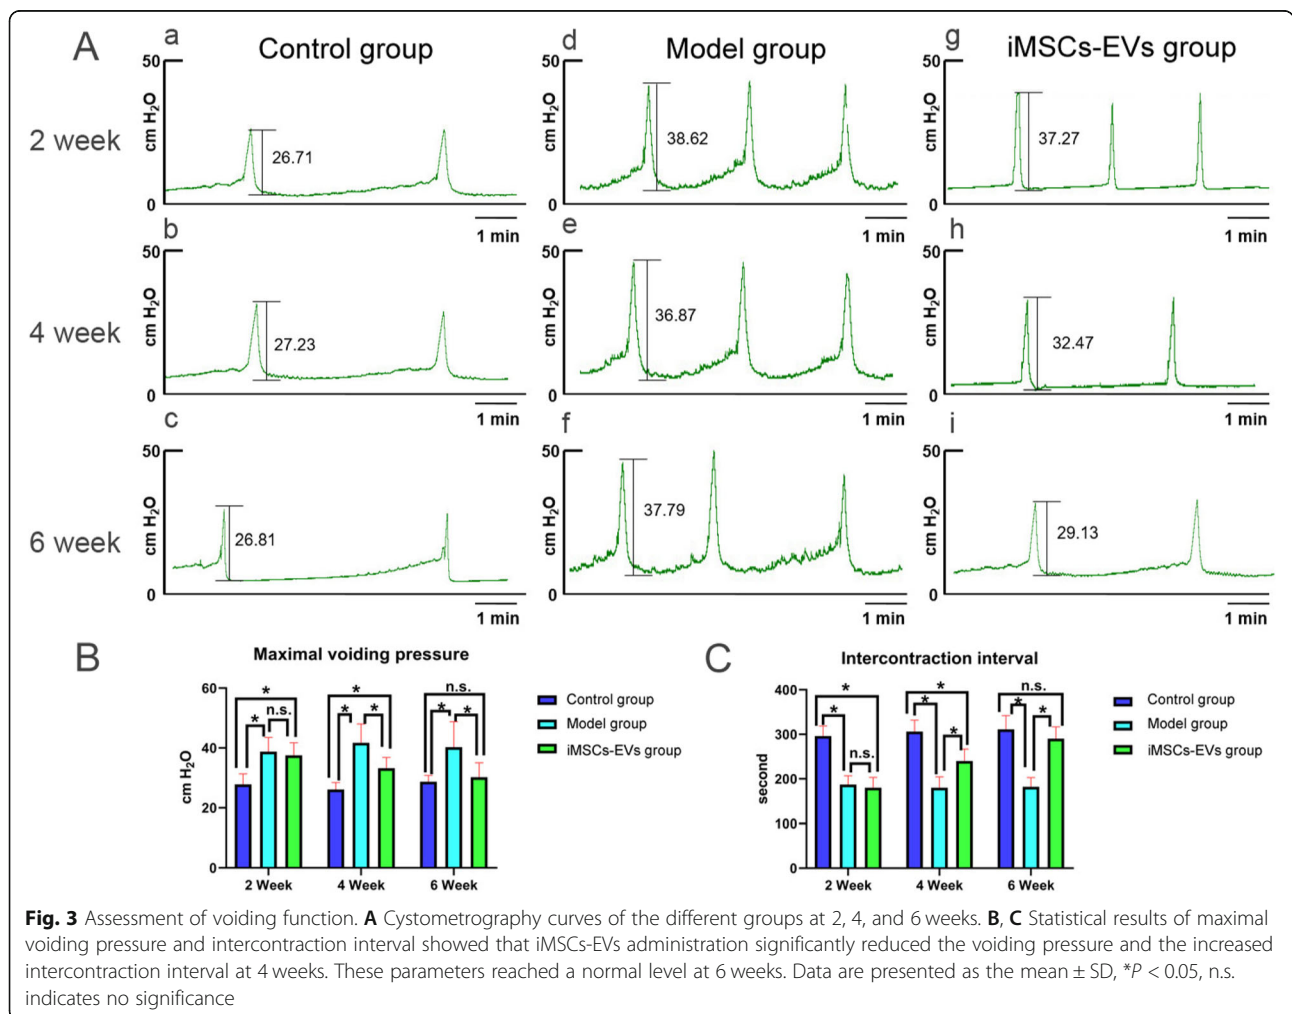 A
a
Control group
d
Model group
g
iMSCs-EVs group
2 week
50
cm H₂O
0
26.71
1 min
50
cm H₂O
0
38.62
1 min
50
cm H₂O
0
37.27
1 min
b
e
h
4 week
50
cm H₂O
0
27.23
1 min
50
cm H₂O
0
36.87
1 min
50
cm H₂O
0
32.47
1 min
c
f
i
6 week
50
cm H₂O
0
26.81
1 min
50
cm H₂O
0
37.79
1 min
50
cm H₂O
0
29.13
1 min
B
Maximal voiding pressure
60
40
20
0
cm H₂O
*
* n.s.
*
* *
n.s.
* *
2 Week 4 Week 6 Week
Control group
Model group
iMSCs-EVs group
C
Intercontraction interval
400
300
200
100
0
second
*
* n.s.
*
* *
n.s.
* *
2 Week 4 Week 6 Week
Control group
Model group
iMSCs-EVs group
Fig. 3 Assessment of voiding function. A Cystometrography curves of the different groups at 2, 4, and 6 weeks. B, C Statistical results of maximal
voiding pressure and intercontraction interval showed that iMSCs-EVs administration significantly reduced the voiding pressure and the increased
intercontraction interval at 4 weeks. These parameters reached a normal level at 6 weeks. Data are presented as the mean ± SD, *P < 0.05, n.s.
indicates no significance